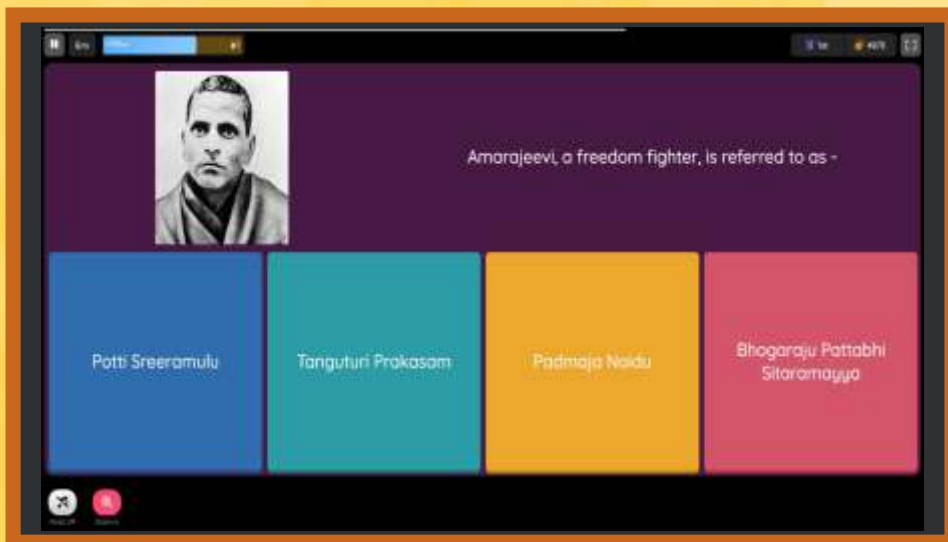 Amarajeevi, a freedom fighter, is referred to as -
Potti Sreeramulu
Tanguturi Prakasam
Padmaja Naidu
Bhogaraju Pattabhi
Sitaramayya